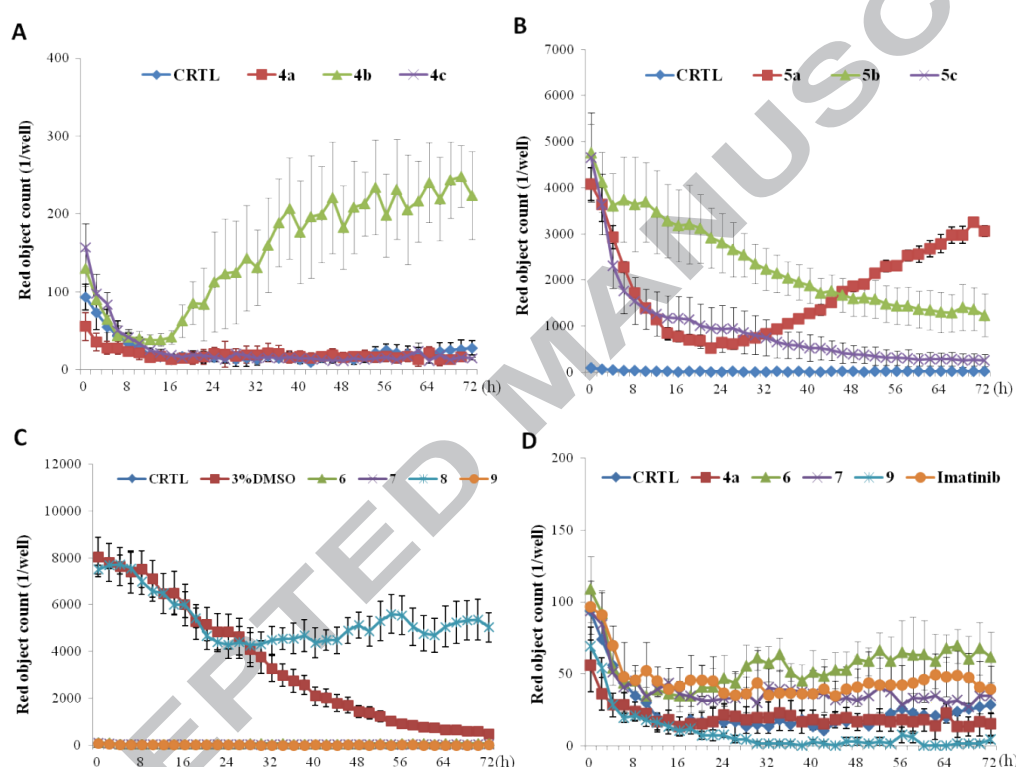 A
CRTL 4a 4b 4c
Red object count (1/well)
400
300
200
100
0
0 8 16 24 32 40 48 56 64 72 (h)
B
CRTL 5a 5b 5c
Red object count (1/well)
7000
6000
5000
4000
3000
2000
1000
0
0 8 16 24 32 40 48 56 64 72 (h)
C
CRTL 3%DMSO 6 7 8 9
Red object count (1/well)
12000
10000
8000
6000
4000
2000
0
0 8 16 24 32 40 48 56 64 72 (h)
D
CRTL 4a 6 7 9 Imatinib
Red object count (1/well)
200
150
100
50
0
0 8 16 24 32 40 48 56 64 72 (h)
EPTED MANUSC